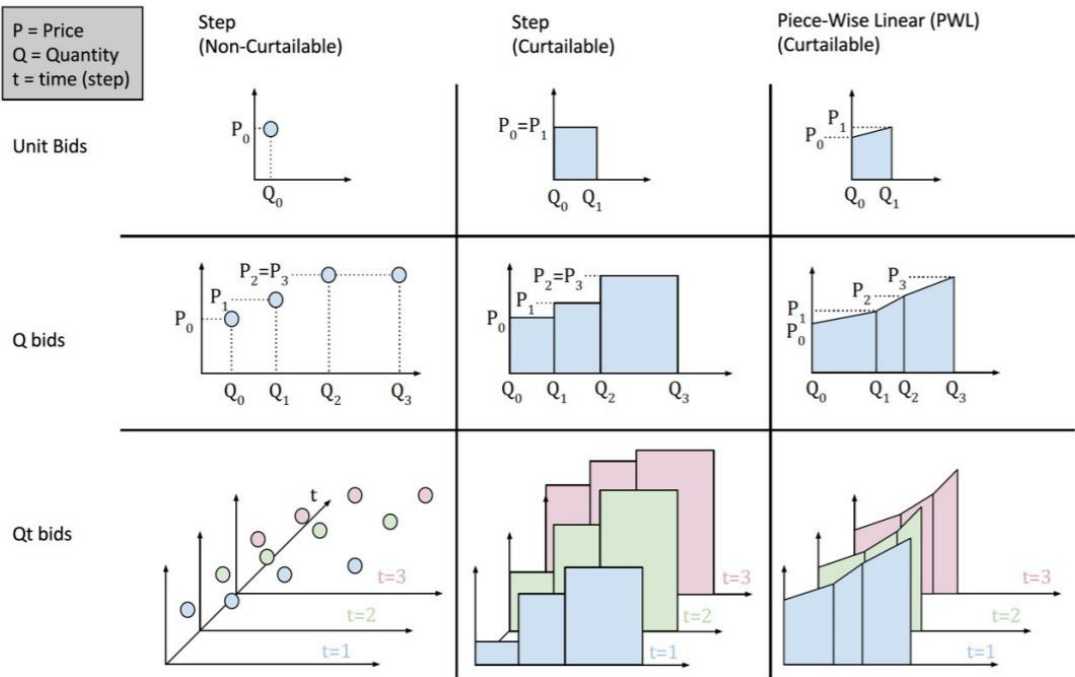 P = Price
Q = Quantity
t = time (step)
Step
(Non-Curtailable)
Step
(Curtailable)
Piece-Wise Linear (PWL)
(Curtailable)
Unit Bids
P₀
Q₀
P₀=P₁
Q₀ Q₁
P₁
P₀
Q₀ Q₁
Q bids
P₂=P₃
P₁
P₀
Q₀ Q₁ Q₂ Q₃
P₂=P₃
P₁
P₀
Q₀ Q₁ Q₂ Q₃
P₃
P₂
P₁
P₀
Q₀ Q₁ Q₂ Q₃
Qt bids
t
t=3
t=2
t=1
t=3
t=2
t=1
t=3
t=2
t=1